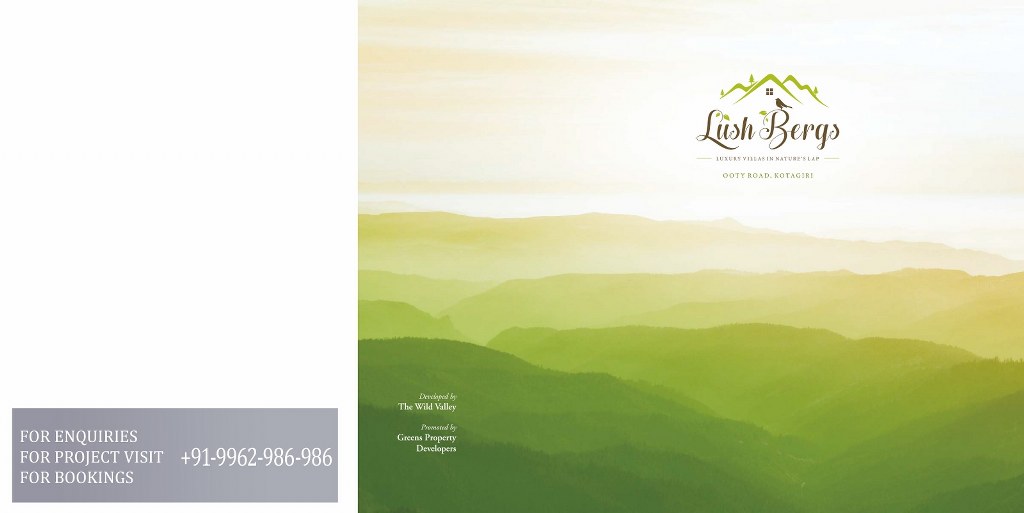 Lush Bergs
LUXURY VILLAS IN NATURE'S LAP
OOTY ROAD, KOTAGIRI
Developed by
The Wild Valley
Promoted by
Greens Property
Developers
FOR ENQUIRIES
FOR PROJECT VISIT
FOR BOOKINGS
+91-9962-986-986